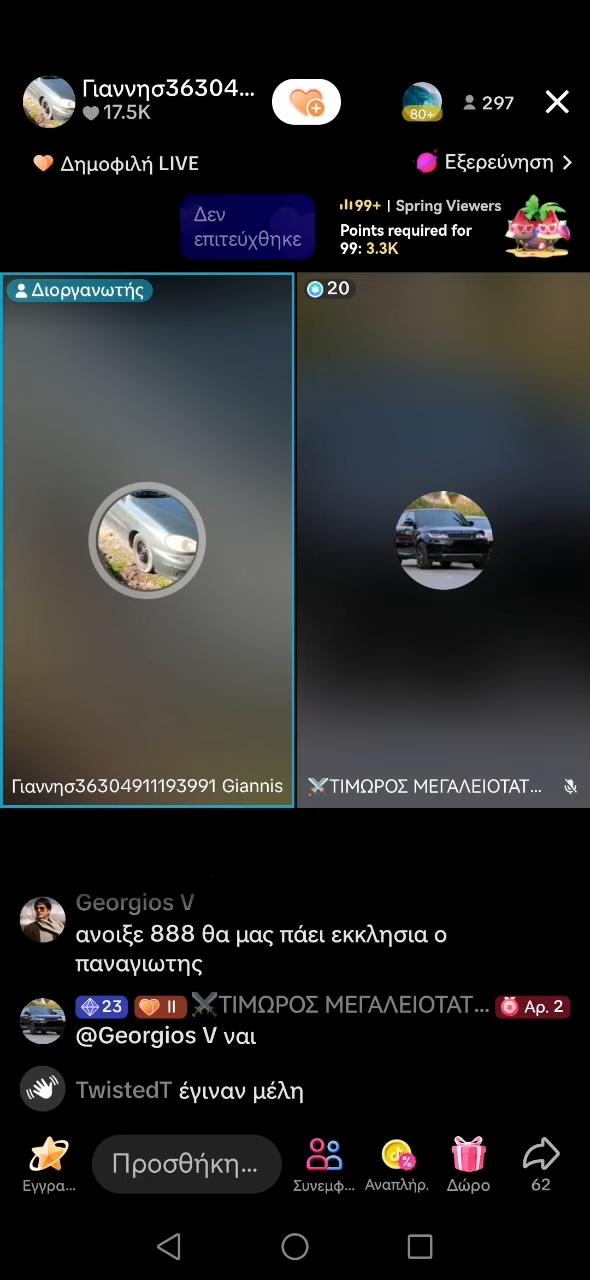 Γιαννησ36304...
17.5K
80+
297
Δημοφιλή LIVE
Εξερεύνηση
Δεν
επιτεύχθηκε
99+ | Spring Viewers
Points required for
99: 3.3K
Διοργανωτής
20
Γιαννησ36304911193991 Giannis
ΤΙΜΩΡΟΣ ΜΕΓΑΛΕΙΟΤΑΤ...
Georgios V
ανοιξε 888 θα μας πάει εκκλησια ο
παναγιωτης
23 II ΤΙΜΩΡΟΣ ΜΕΓΑΛΕΙΟΤΑΤ... Αρ. 2
@Georgios V ναι
TwistedT έγιναν μέλη
Προσθήκη...
Εγγρα...
Συνεμφ...
Αναπλήρ.
Δώρο
62